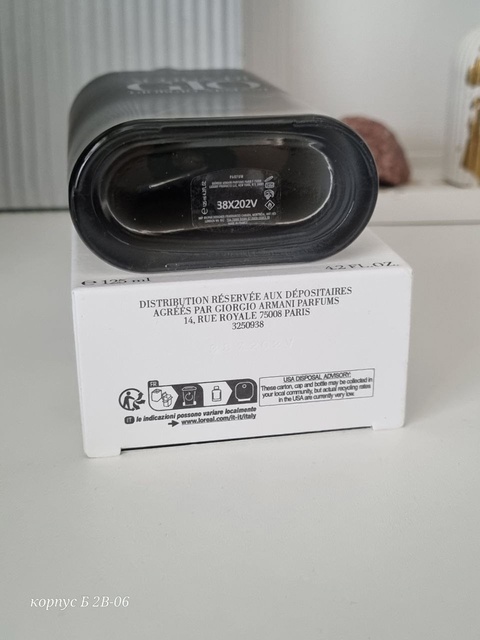 GIO
38X202V
℮ 125 ml 4.2 FL.OZ.
DISTRIBUTION RÉSERVÉE AUX DÉPOSITAIRES
AGRÉÉS PAR GIORGIO ARMANI PARFUMS
14, RUE ROYALE 75008 PARIS
3250938
FR
USA DISPOSAL ADVISORY:
These carton, cap and bottle may be collected in
your local community, but actual recycling rates
in the USA are currently very low.
IT le indicazioni possono variare localmente
www.loreal.com/it-it/italy
корпус Б 2В-06